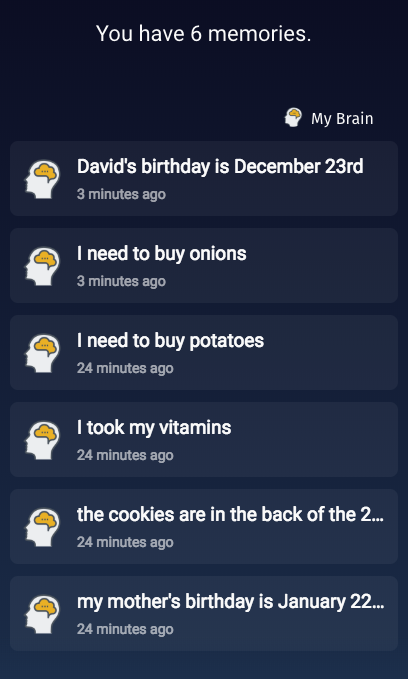 You have 6 memories.
My Brain
David's birthday is December 23rd
3 minutes ago
I need to buy onions
3 minutes ago
I need to buy potatoes
24 minutes ago
I took my vitamins
24 minutes ago
the cookies are in the back of the 2...
24 minutes ago
my mother's birthday is January 22...
24 minutes ago